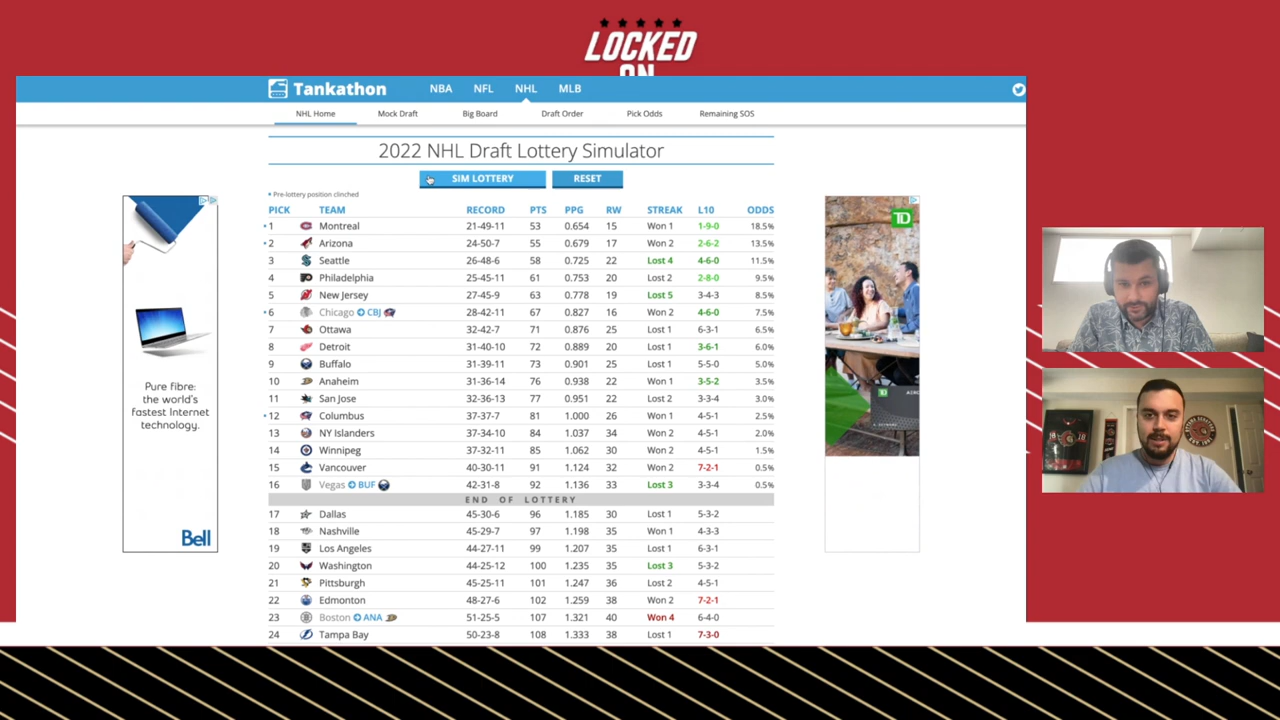 LOCKED
ON
Tankathon NBA NFL NHL MLB
NHL Home Mock Draft Big Board Draft Order Pick Odds Remaining SOS
2022 NHL Draft Lottery Simulator
SIM LOTTERY RESET
• Pre-lottery position clinched
PICK TEAM RECORD PTS PPG RW STREAK L10 ODDS
• 1 Montreal 21-49-11 53 0.654 15 Won 1 1-9-0 18.5%
• 2 Arizona 24-50-7 55 0.679 17 Won 2 2-6-2 13.5%
3 Seattle 26-48-6 58 0.725 22 Lost 4 4-6-0 11.5%
4 Philadelphia 25-45-11 61 0.753 20 Lost 2 2-8-0 9.5%
5 New Jersey 27-45-9 63 0.778 19 Lost 5 3-4-3 8.5%
• 6 Chicago CBJ 28-42-11 67 0.827 16 Won 2 4-6-0 7.5%
7 Ottawa 32-42-7 71 0.876 25 Lost 1 6-3-1 6.5%
8 Detroit 31-40-10 72 0.889 20 Lost 1 3-6-1 6.0%
9 Buffalo 31-39-11 73 0.901 25 Lost 1 5-5-0 5.0%
10 Anaheim 31-36-14 76 0.938 22 Won 1 3-5-2 3.5%
11 San Jose 32-36-13 77 0.951 22 Lost 2 3-3-4 3.0%
• 12 Columbus 37-37-7 81 1.000 26 Won 1 4-5-1 2.5%
13 NY Islanders 37-34-10 84 1.037 34 Won 2 4-5-1 2.0%
14 Winnipeg 37-32-11 85 1.062 30 Won 2 4-5-1 1.5%
15 Vancouver 40-30-11 91 1.124 32 Won 2 7-2-1 0.5%
16 Vegas BUF 42-31-8 92 1.136 33 Lost 3 3-3-4 0.5%
END OF LOTTERY
17 Dallas 45-30-6 96 1.185 30 Lost 1 5-3-2
18 Nashville 45-29-7 97 1.198 35 Won 1 4-3-3
19 Los Angeles 44-27-11 99 1.207 35 Lost 1 6-3-1
20 Washington 44-25-12 100 1.235 35 Lost 3 5-3-2
21 Pittsburgh 45-25-11 101 1.247 36 Lost 2 4-5-1
22 Edmonton 48-27-6 102 1.259 38 Won 2 7-2-1
23 Boston ANA 51-25-5 107 1.321 40 Won 4 6-4-0
24 Tampa Bay 50-23-8 108 1.333 38 Lost 1 7-3-0
Pure fibre:
the world's
fastest Internet
technology.
Bell
TD
TD